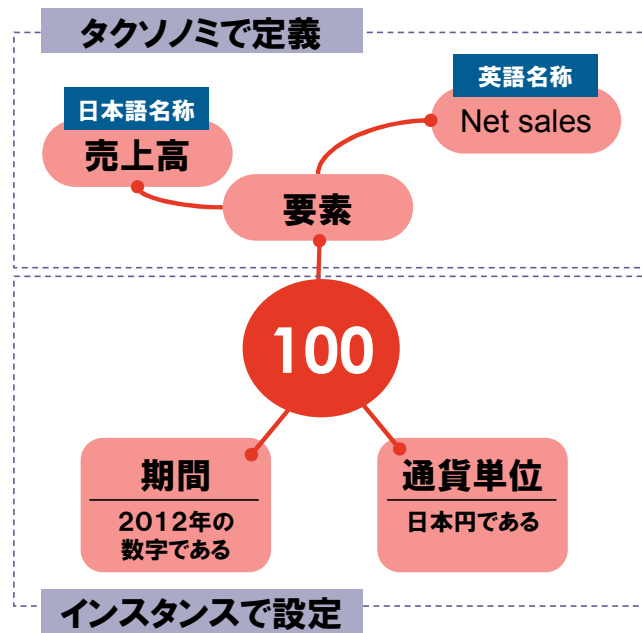 タクソノミで定義
英語名称
Net sales
日本語名称
売上高
要素
100
期間
2012年の
数字である
通貨単位
日本円である
インスタンスで設定